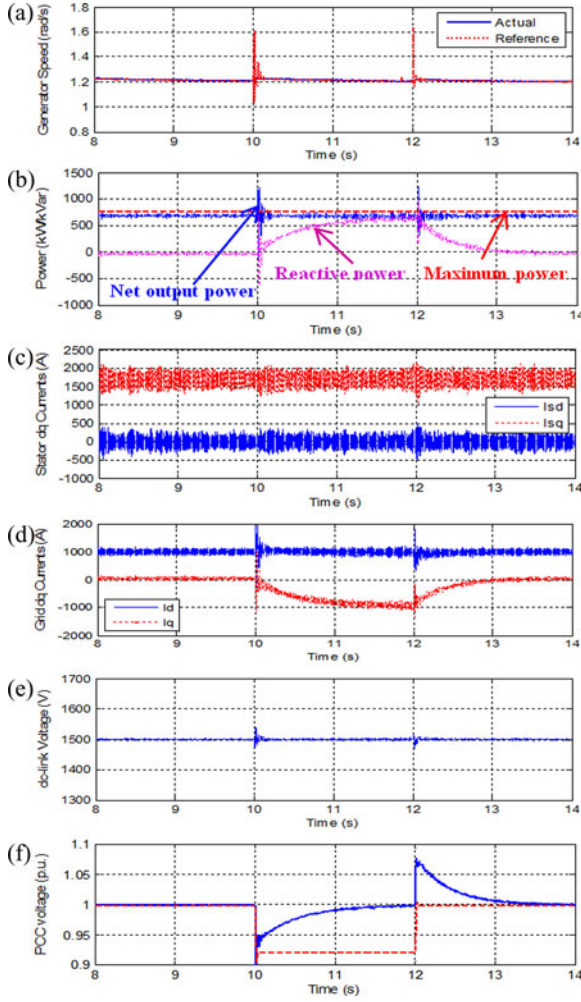 (a)
Generator Speed (rad/s)
1.8
1.6
1.4
1.2
1
0.8
Actual
Reference
8 9 10 11 12 13 14
Time (s)
(b)
Power (kW/kVar)
1500
1000
500
0
-500
-1000
Net output power
Reactive power
Maximum power
8 9 10 11 12 13 14
Time (s)
(c)
Stator dq Currents (A)
2500
2000
1500
1000
500
0
-500
-1000
Isd
Isq
8 9 10 11 12 13 14
Time (s)
(d)
Grid dq Currents (A)
2000
1000
0
-1000
-2000
Id
Iq
8 9 10 11 12 13 14
Time (s)
(e)
dc-link Voltage (V)
1700
1600
1500
1400
1300
8 9 10 11 12 13 14
Time (s)
(f)
PCC voltage (p.u.)
1.1
1.05
1
0.95
0.9
8 9 10 11 12 13 14
Time (s)